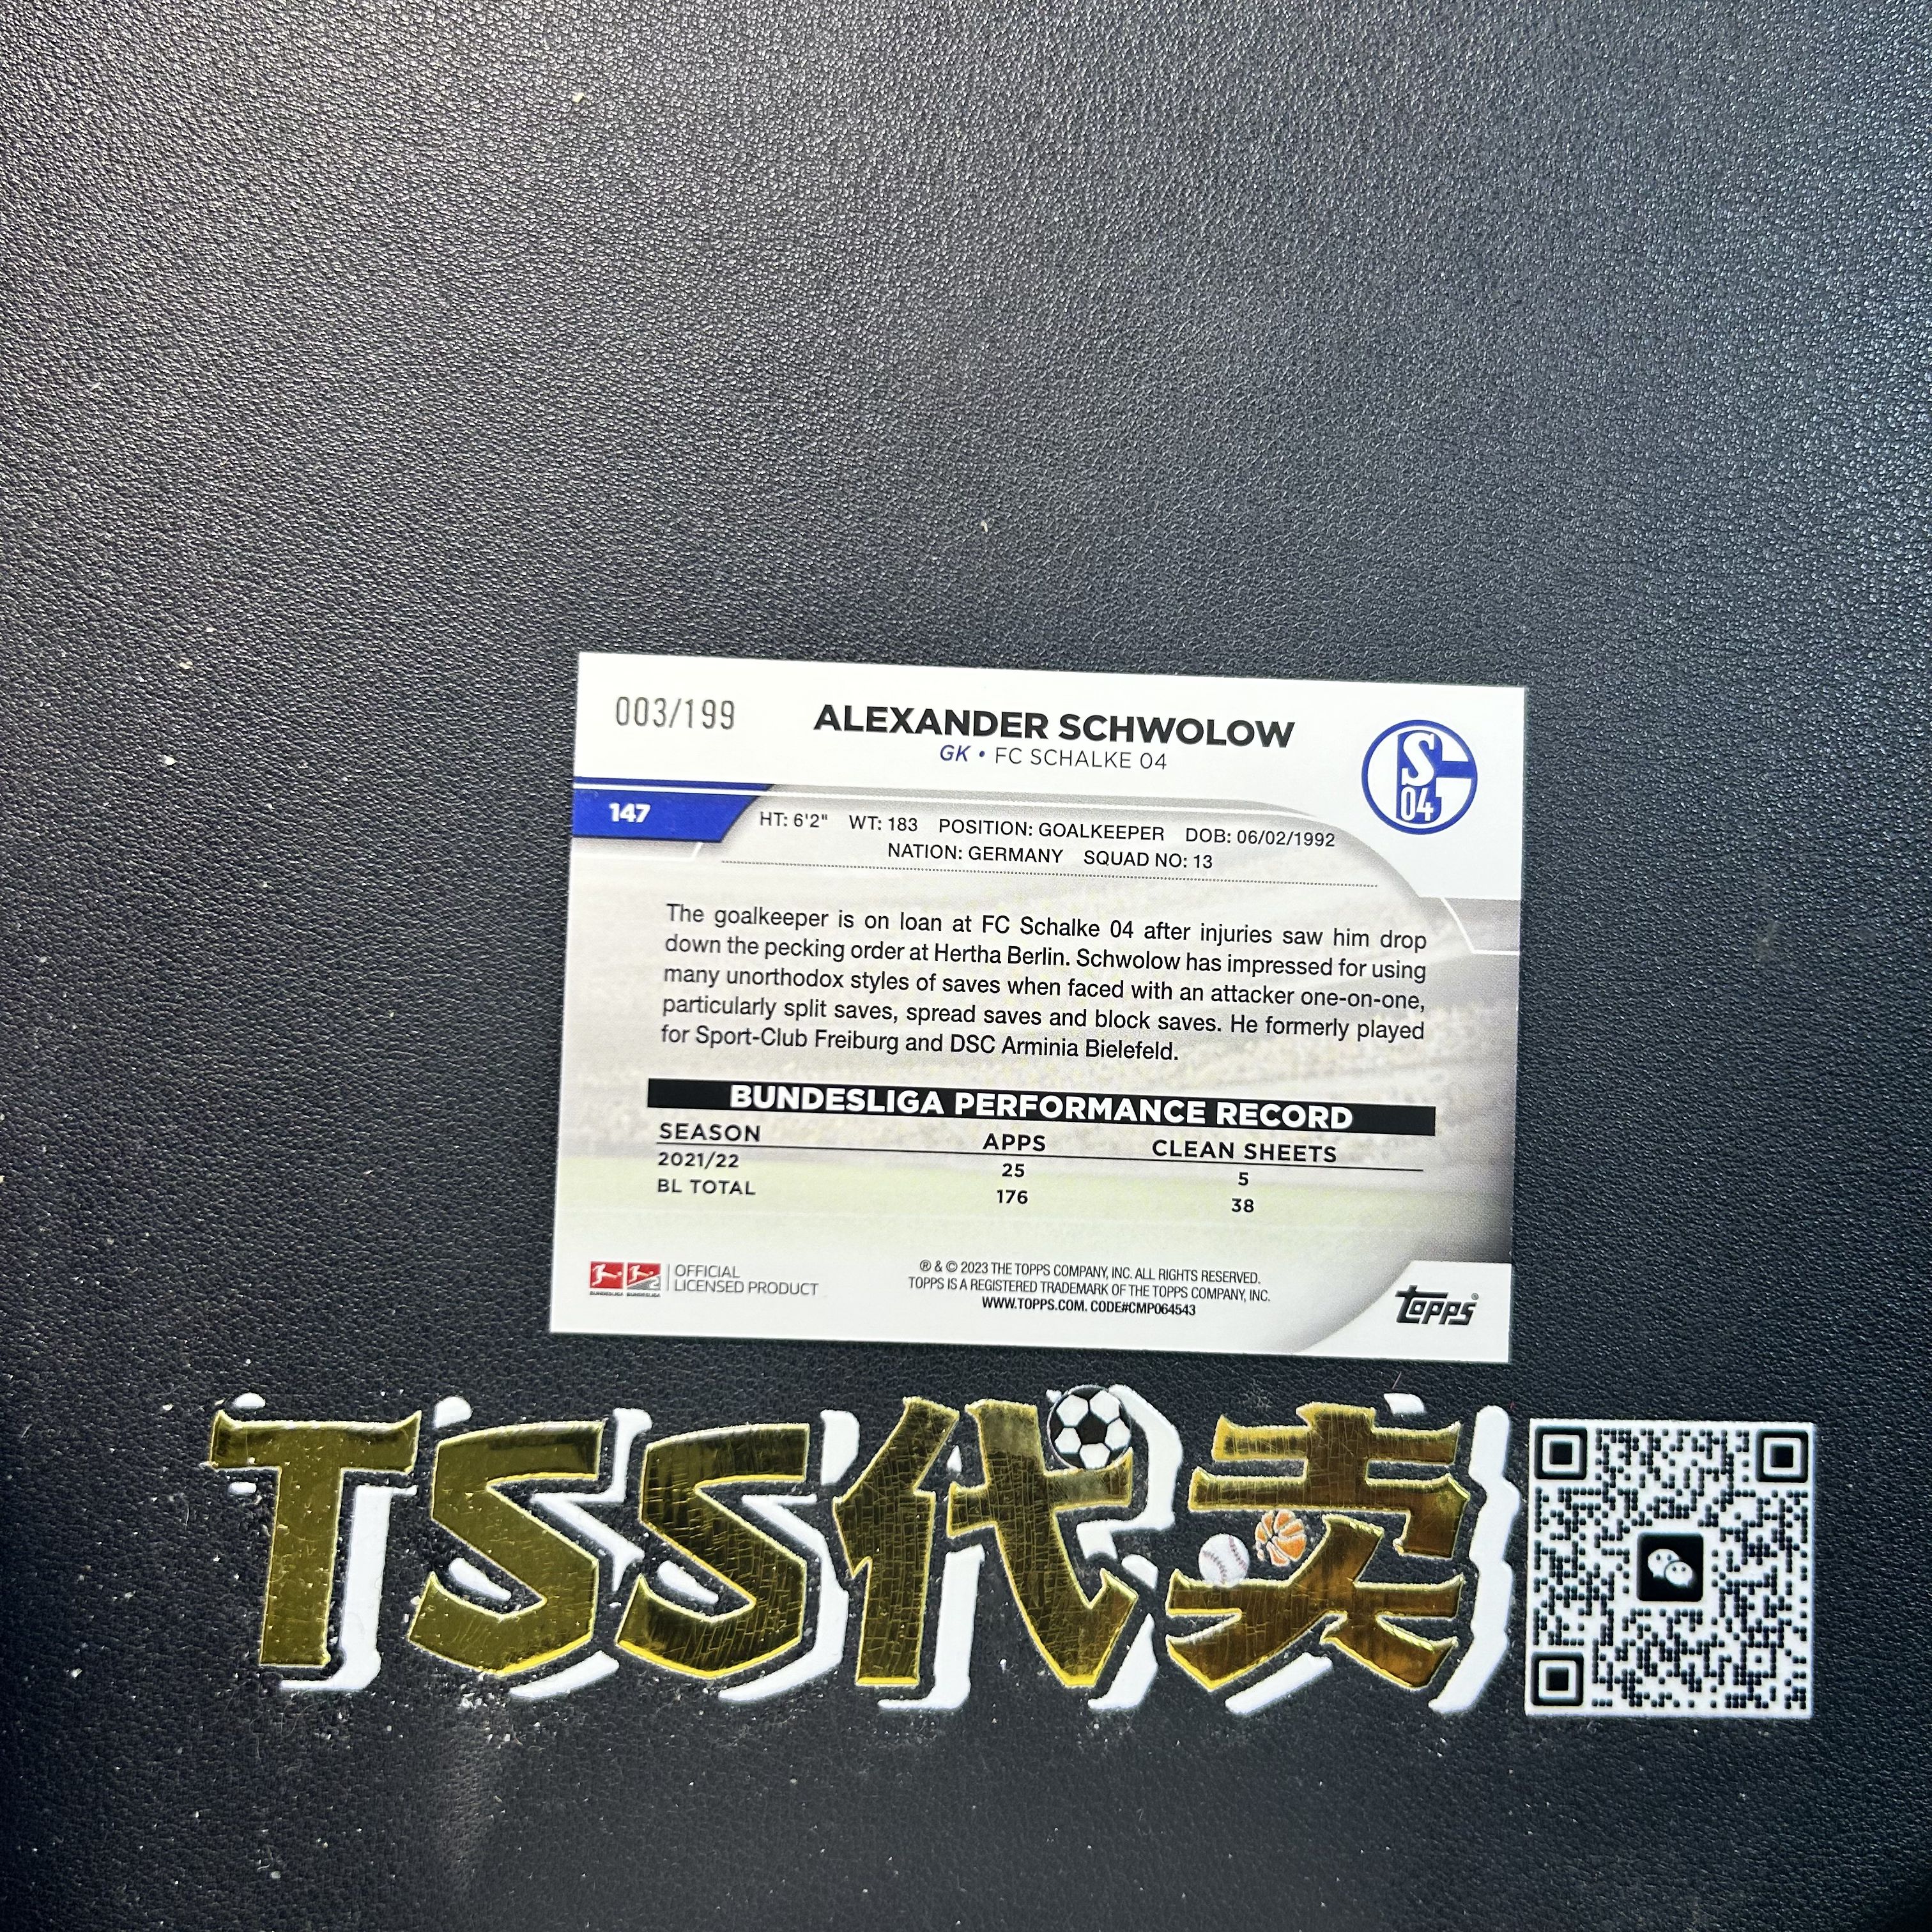 003/199
ALEXANDER SCHWOLOW
GK • FC SCHALKE 04
S
04
147
HT: 6'2" WT: 183 POSITION: GOALKEEPER DOB: 06/02/1992
NATION: GERMANY SQUAD NO: 13
The goalkeeper is on loan at FC Schalke 04 after injuries saw him drop
down the pecking order at Hertha Berlin. Schwolow has impressed for using
many unorthodox styles of saves when faced with an attacker one-on-one,
particularly split saves, spread saves and block saves. He formerly played
for Sport-Club Freiburg and DSC Arminia Bielefeld.
BUNDESLIGA PERFORMANCE RECORD
SEASON APPS CLEAN SHEETS
2021/22 25 5
BL TOTAL 176 38
BUNDESLIGA BUNDESLIGA
OFFICIAL
LICENSED PRODUCT
® & © 2023 THE TOPPS COMPANY, INC. ALL RIGHTS RESERVED.
TOPPS IS A REGISTERED TRADEMARK OF THE TOPPS COMPANY, INC.
WWW.TOPPS.COM. CODE#CMP064543
topps®
TSS代卖